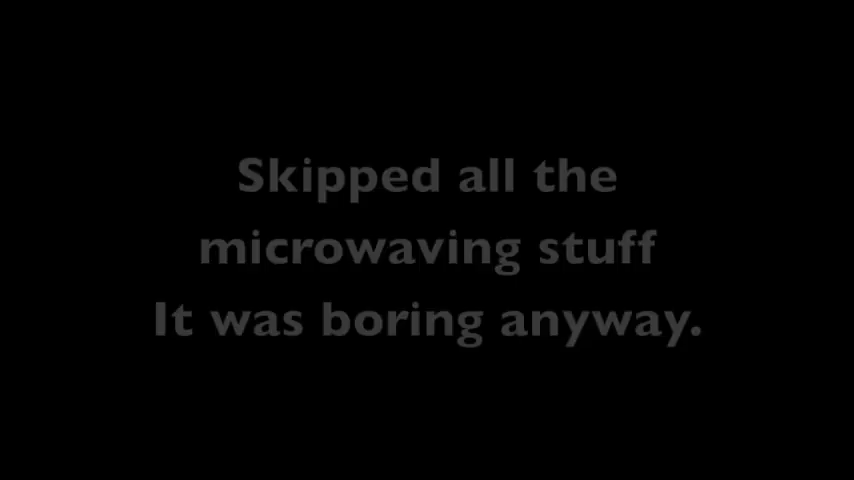 Skipped all the
microwaving stuff
It was boring anyway.